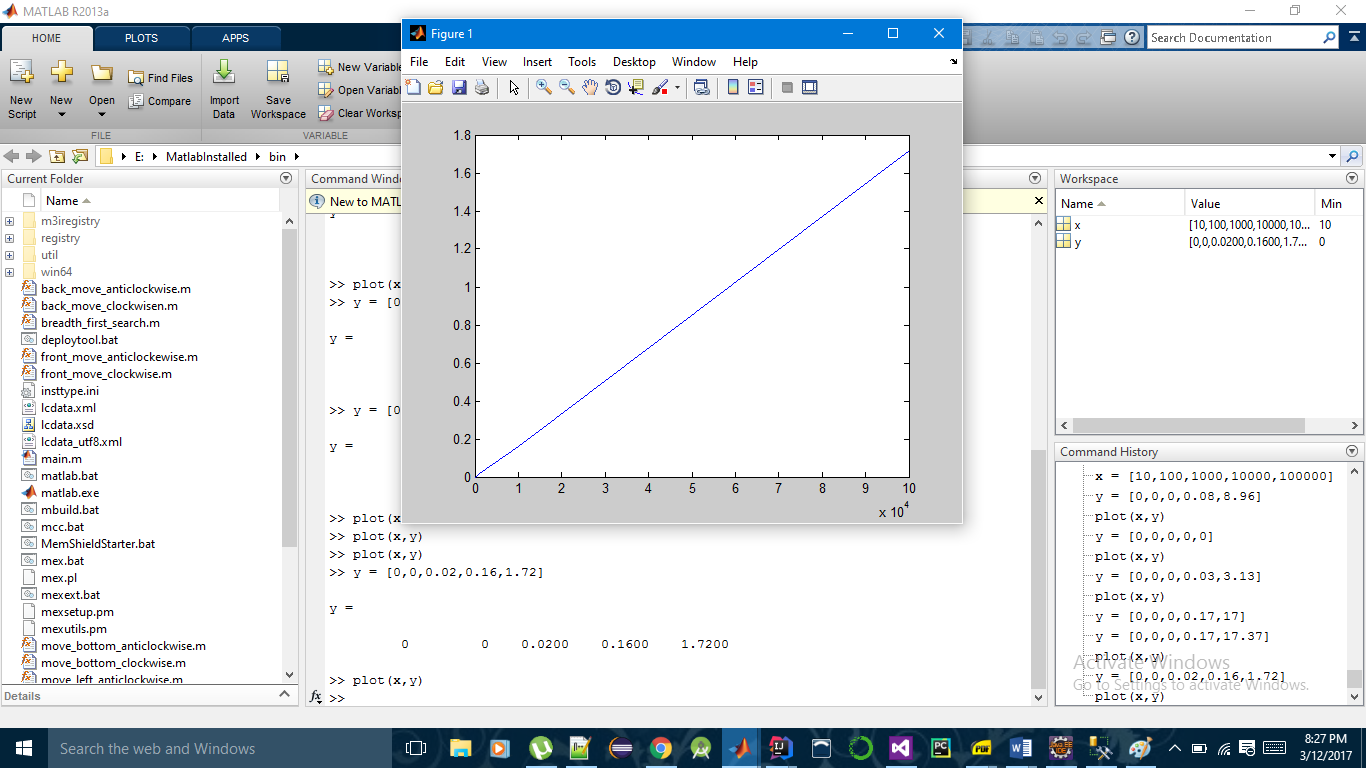 MATLAB R2013a
HOME
PLOTS
APPS
Search Documentation
New Script
New
Open
Find Files
Compare
Import Data
Save Workspace
New Variable
Open Variabl
Clear Worksp
FILE
VARIABLE
E:
MatlabInstalled
bin
Current Folder
Name
m3iregistry
registry
util
win64
back_move_anticlockwise.m
back_move_clockwisen.m
breadth_first_search.m
deploytool.bat
front_move_anticlockewise.m
front_move_clockwise.m
insttype.ini
lcdata.xml
lcdata.xsd
lcdata_utf8.xml
main.m
matlab.bat
matlab.exe
mbuild.bat
mcc.bat
MemShieldStarter.bat
mex.bat
mex.pl
mexext.bat
mexsetup.pm
mexutils.pm
move_bottom_anticlockwise.m
move_bottom_clockwise.m
move_left_anticlockwise.m
Details
Command Windo
New to MATL
>> plot(x
>> y = [0
y =
>> y = [0
y =
>> plot(x
>> plot(x,y)
>> plot(x,y)
>> y = [0,0,0.02,0.16,1.72]
y =
0 0 0.0200 0.1600 1.7200
>> plot(x,y)
fx >>
Figure 1
File Edit View Insert Tools Desktop Window Help
1.8
1.6
1.4
1.2
1
0.8
0.6
0.4
0.2
0
0 1 2 3 4 5 6 7 8 9 10
x 10^4
Workspace
Name Value Min
x [10,100,1000,10000,10... 10
y [0,0,0.0200,0.1600,1.7... 0
Command History
x = [10,100,1000,10000,100000]
y = [0,0,0,0.08,8.96]
plot(x,y)
y = [0,0,0,0,0]
plot(x,y)
y = [0,0,0,0.03,3.13]
plot(x,y)
y = [0,0,0,0.17,17]
y = [0,0,0,0.17,17.37]
plot(x,y)
y = [0,0,0.02,0.16,1.72]
plot(x,y)
Activate Windows
Go to Settings to activate Windows.
Search the web and Windows
8:27 PM
3/12/2017